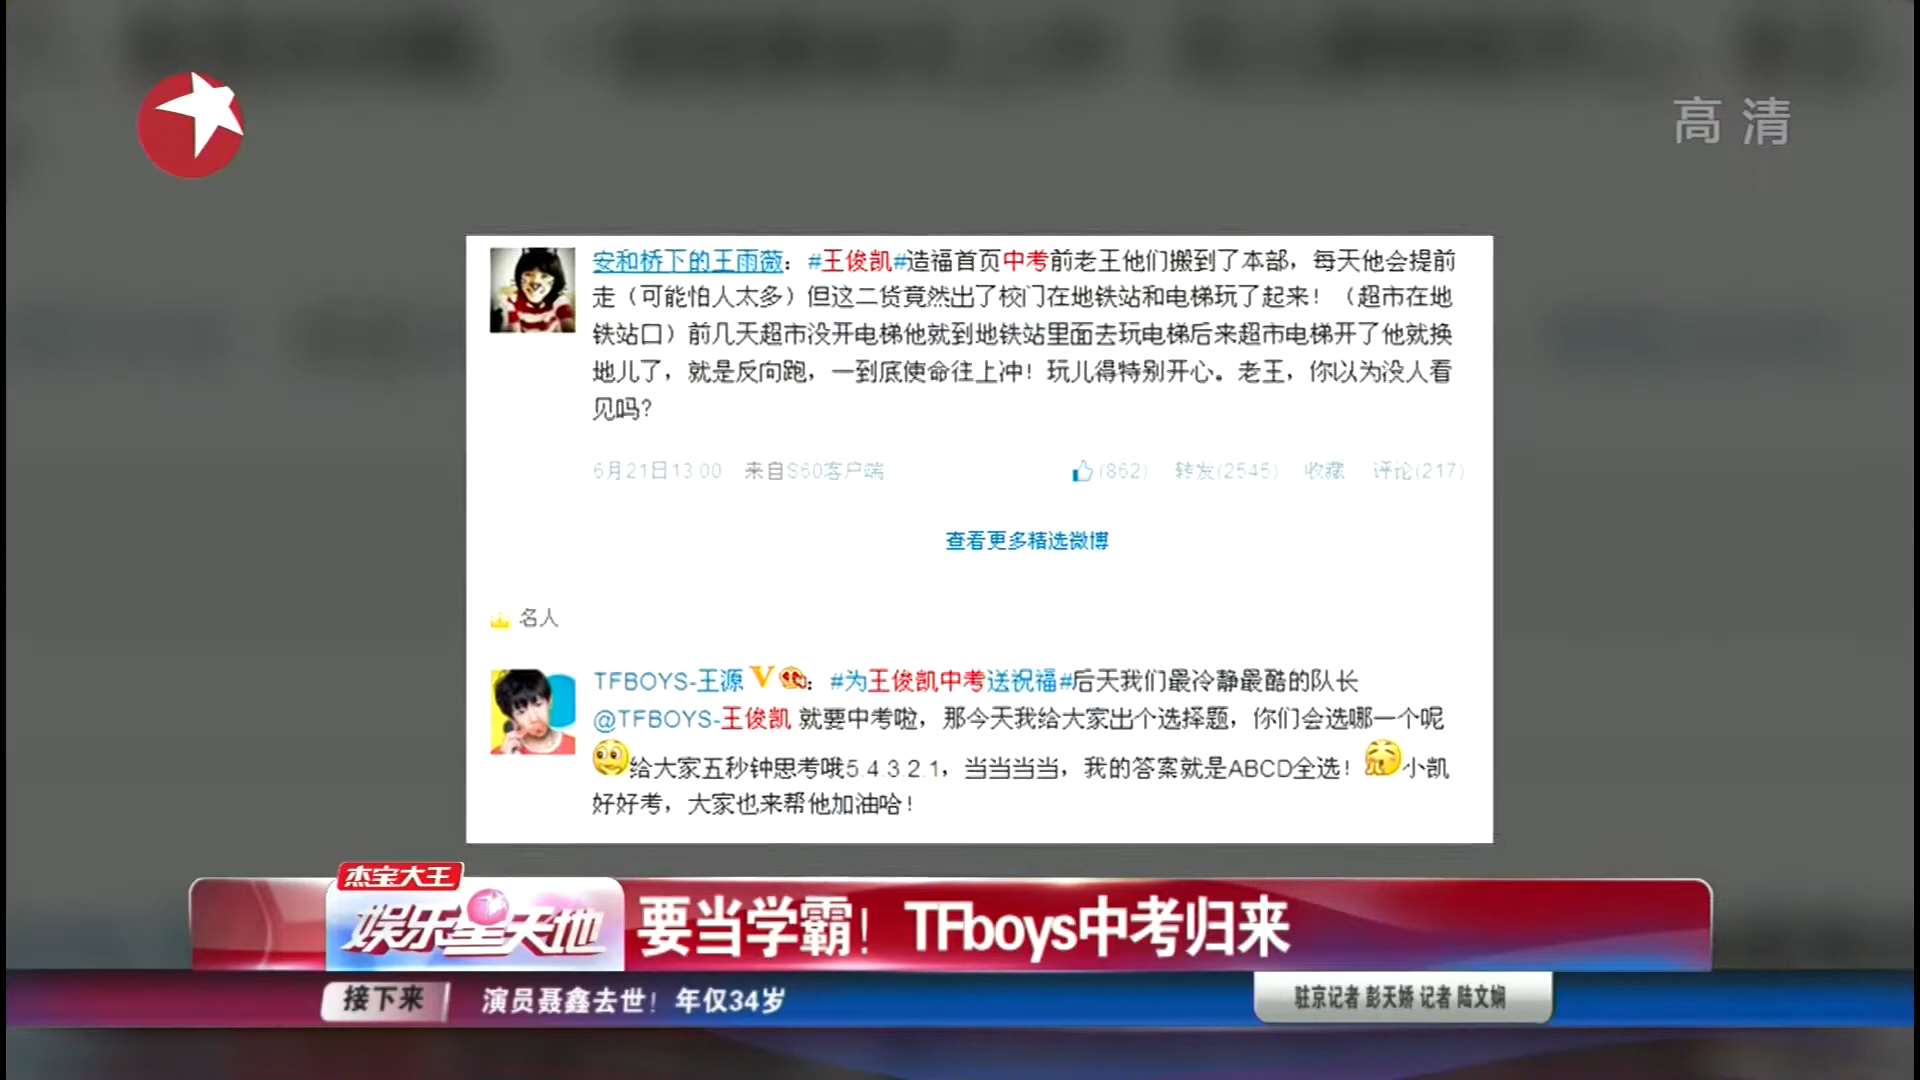 高清
安和桥下的王雨薇：#王俊凯#造福首页中考前老王他们搬到了本部，每天他会提前
走（可能怕人太多）但这二货竟然出了校门在地铁站和电梯玩了起来！（超市在地
铁站口）前几天超市没开电梯他就到地铁站里面去玩电梯后来超市电梯开了他就换
地儿了，就是反向跑，一到底使命往上冲！玩儿得特别开心。老王，你以为没人看
见吗？
6月21日13:00 来自S60客户端 (862) 转发(2545) 收藏 评论(217)
查看更多精选微博
名人
TFBOYS-王源V：#为王俊凯中考送祝福#后天我们最冷静最酷的队长
@TFBOYS-王俊凯 就要中考啦，那今天我给大家出个选择题，你们会选哪一个呢
给大家五秒钟思考哦5.4.3.2.1，当当当当，我的答案就是ABCD全选！小凯
好好考，大家也来帮他加油哈！
杰宝大王
娱乐星天地
要当学霸！TFboys中考归来
接下来 演员聂鑫去世！年仅34岁
驻京记者 彭天娇 记者 陆文娴